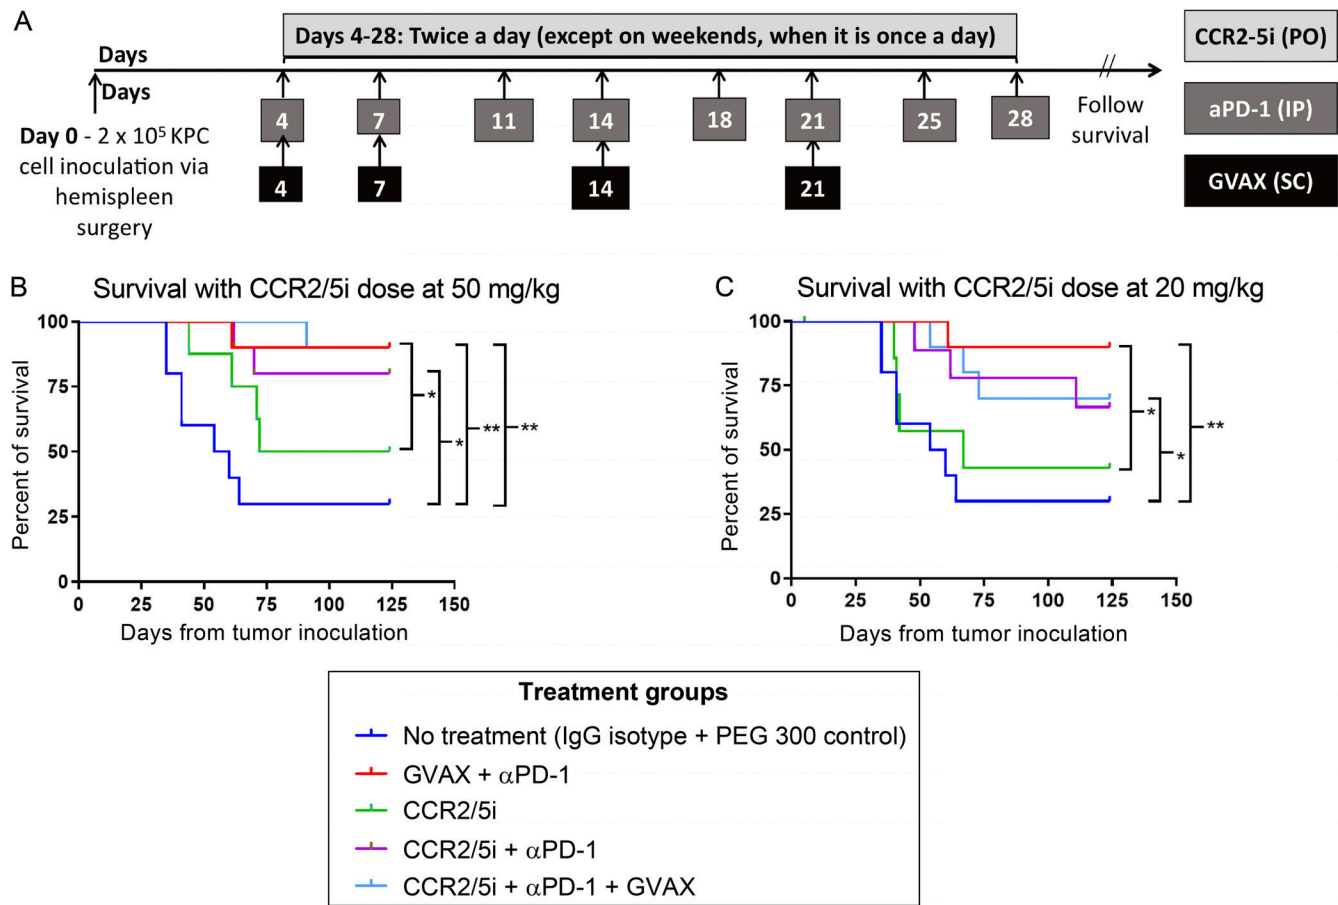 A
Days 4-28: Twice a day (except on weekends, when it is once a day)
CCR2-5i (PO)
Days
Days
4
7
11
14
18
21
25
28
Follow
survival
aPD-1 (IP)
Day 0 - 2 x 10⁵ KPC
cell inoculation via
hemispleen
surgery
4
7
14
21
GVAX (SC)
B
Survival with CCR2/5i dose at 50 mg/kg
100
75
50
25
0
Percent of survival
*
*
**
**
0
25
50
75
100
125
150
Days from tumor inoculation
C
Survival with CCR2/5i dose at 20 mg/kg
100
75
50
25
0
Percent of survival
*
*
**
0
25
50
75
100
125
150
Days from tumor inoculation
Treatment groups
No treatment (IgG isotype + PEG 300 control)
GVAX + αPD-1
CCR2/5i
CCR2/5i + αPD-1
CCR2/5i + αPD-1 + GVAX